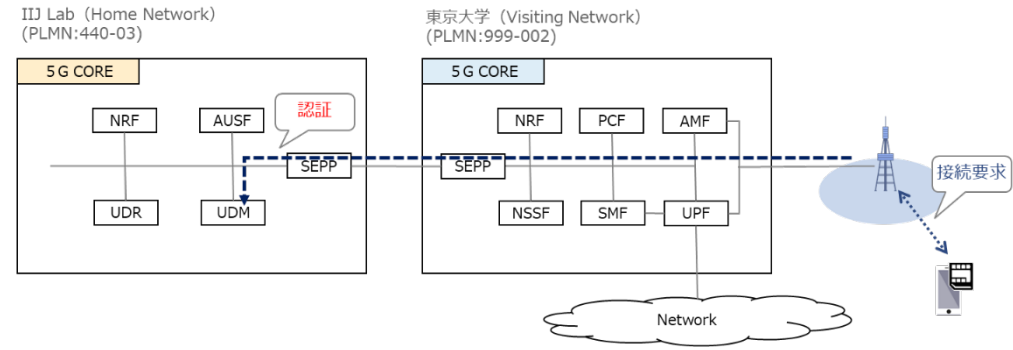 IIJ Lab（Home Network）
(PLMN:440-03)
東京大学（Visiting Network）
(PLMN:999-002)
５G CORE
５G CORE
認証
NRF
AUSF
NRF
PCF
AMF
SEPP
SEPP
接続要求
UDR
UDM
NSSF
SMF
UPF
Network